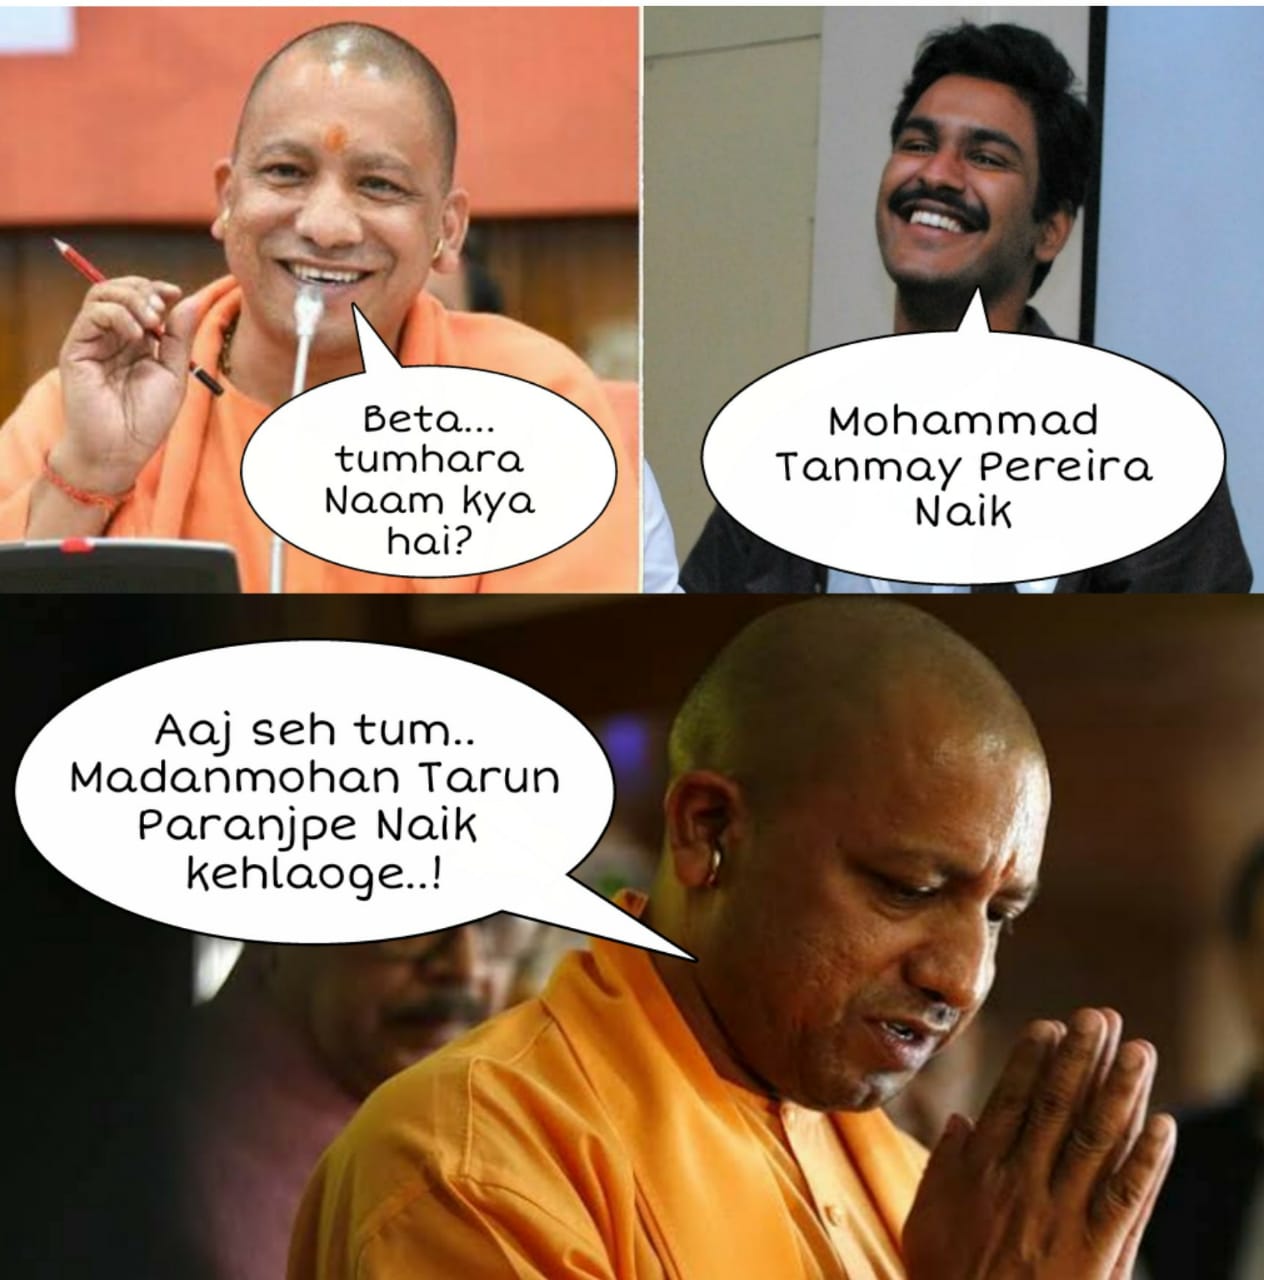 Beta...
tumhara
Naam kya
hai?
Mohammad
Tanmay Pereira
Naik
Aaj seh tum..
Madanmohan Tarun
Paranjpe Naik
kehlaoge..!